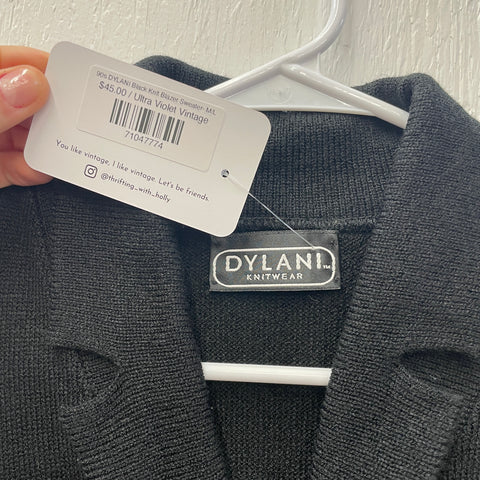 90s DYLANI Black Knit Blazer Sweater- M/L
$45.00 / Ultra Violet Vintage
71047774
You like vintage, I like vintage. Let's be friends.
@thrifting_with_holly
DYLANI™
KNITWEAR